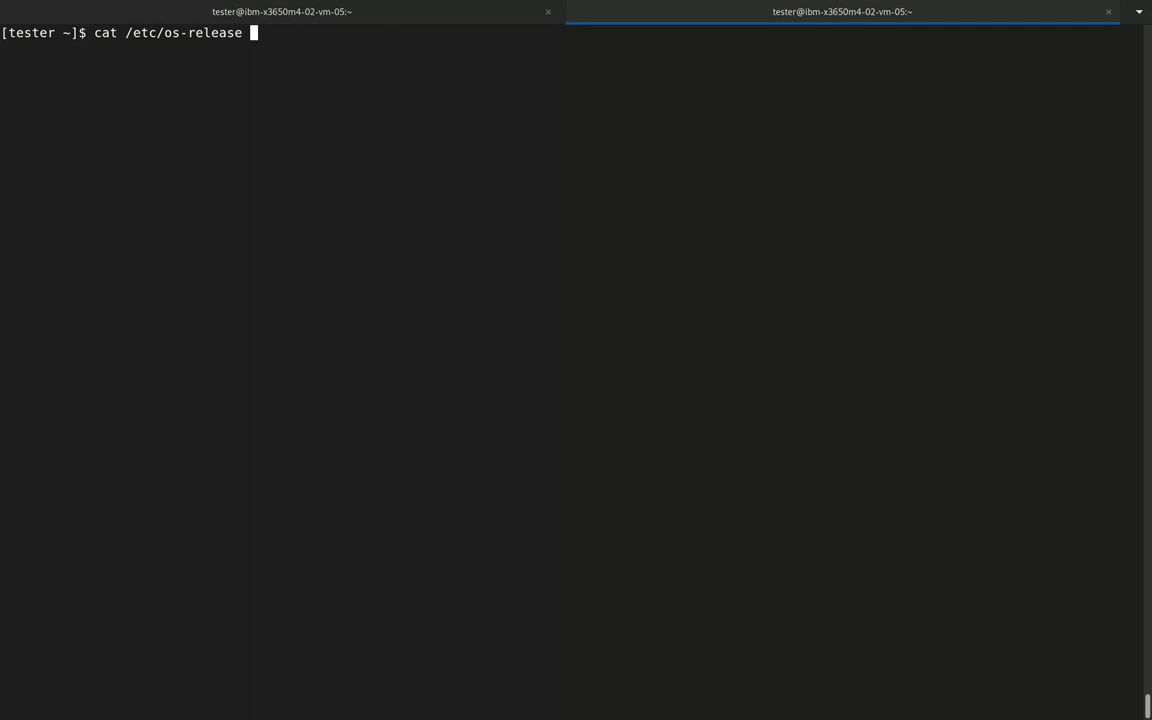 tester@ibm-x3650m4-02-vm-05:~ × tester@ibm-x3650m4-02-vm-05:~ ×
[tester ~]$ cat /etc/os-release